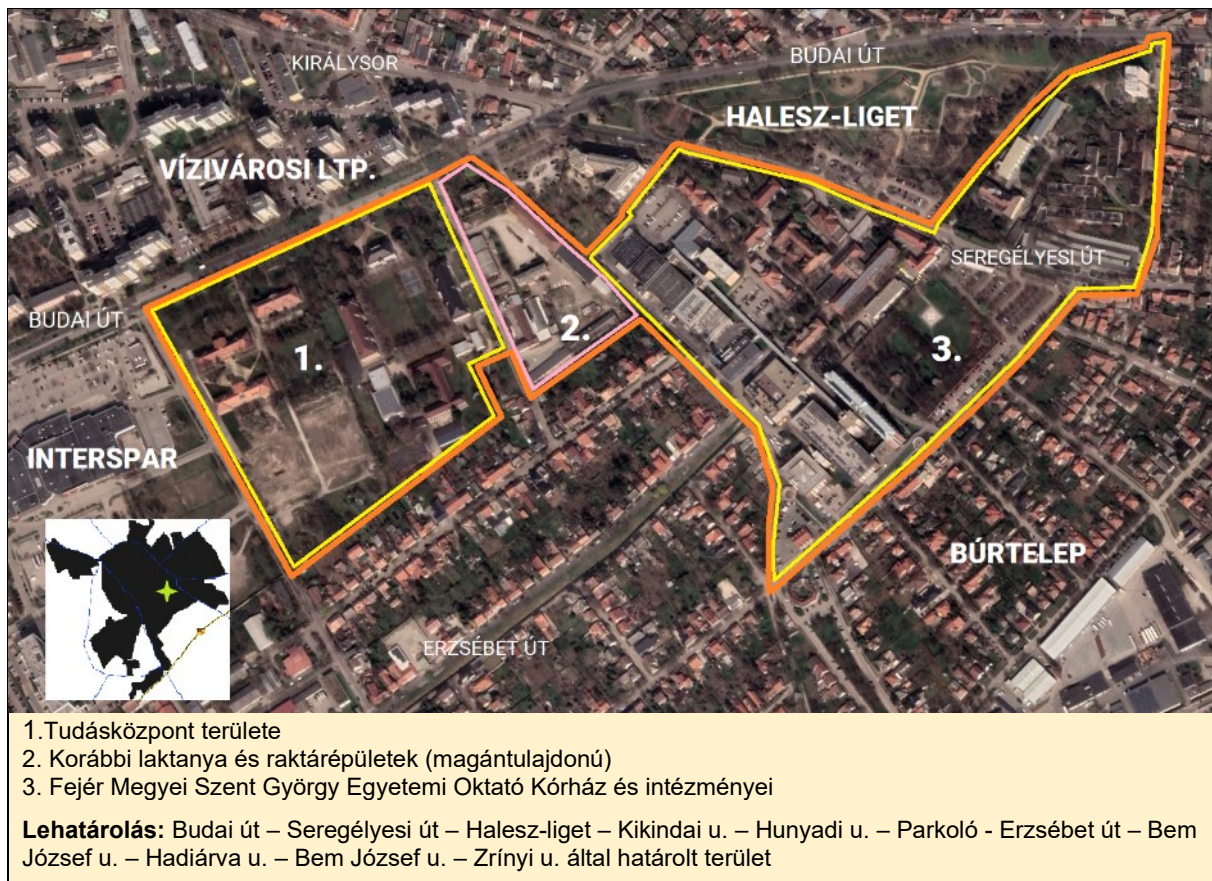 KIRÁLYSOR
BUDAI ÚT
HALESZ-LIGET
VÍZIVÁROSI LTP.
SEREGÉLYESI ÚT
BUDAI ÚT
1.
2.
3.
INTERSPAR
BÚRTELEP
ERZSÉBET ÚT
1.Tudásközpont területe
2. Korábbi laktanya és raktárépületek (magántulajdonú)
3. Fejér Megyei Szent György Egyetemi Oktató Kórház és intézményei
Lehatárolás: Budai út – Seregélyesi út – Halesz-liget – Kikindai u. – Hunyadi u. – Parkoló - Erzsébet út – Bem
József u. – Hadiárva u. – Bem József u. – Zrínyi u. által határolt terület